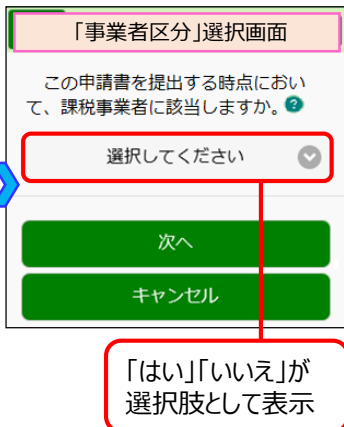 「事業者区分」選択画面
この申請書を提出する時点におい
て、課税事業者に該当しますか。?
選択してください
次へ
キャンセル
「はい」「いいえ」が
選択肢として表示